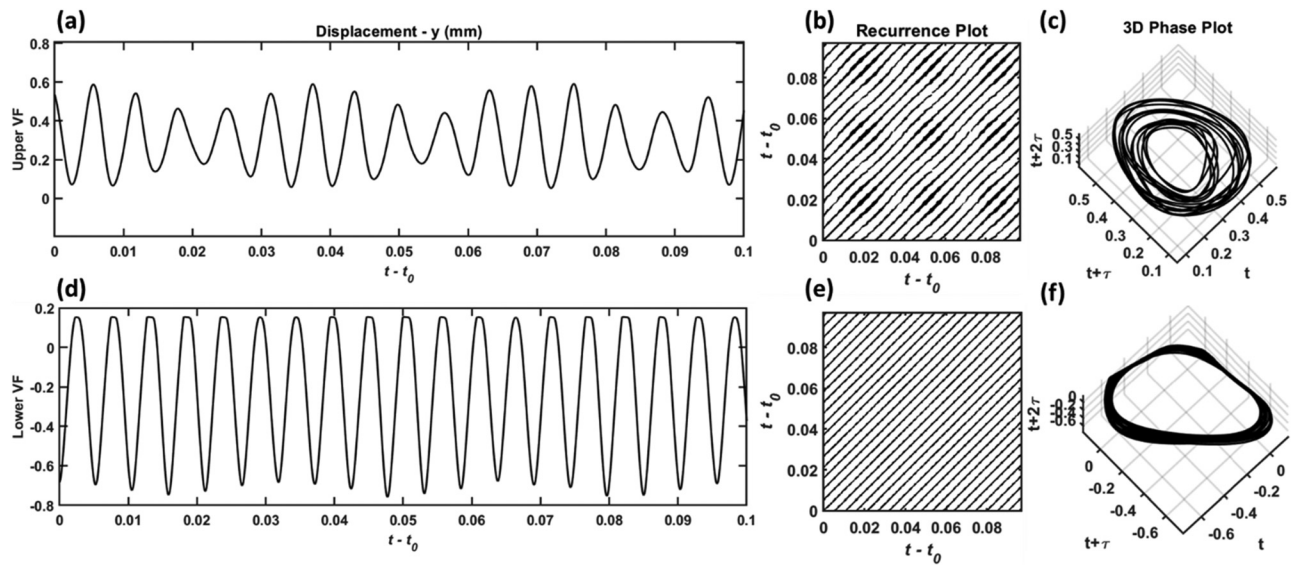 (a)
Displacement - y (mm)
Upper VF
0.8
0.6
0.4
0.2
0
0 0.01 0.02 0.03 0.04 0.05 0.06 0.07 0.08 0.09 0.1
t - t0
(b)
Recurrence Plot
t - t0
0.08
0.06
0.04
0.02
0
0 0.02 0.04 0.06 0.08
t - t0
(c)
3D Phase Plot
t+2τ
0.5
0.3
0.1
0.5
0.4
0.3
0.2
0.1
t+τ
0.5
0.4
0.3
0.2
0.1
t
(d)
Lower VF
0.2
0
-0.2
-0.4
-0.6
-0.8
0 0.01 0.02 0.03 0.04 0.05 0.06 0.07 0.08 0.09 0.1
t - t0
(e)
t - t0
0.08
0.06
0.04
0.02
0
0 0.02 0.04 0.06 0.08
t - t0
(f)
t+2τ
0
-0.2
-0.4
-0.6
0
-0.2
-0.4
-0.6
t+τ
0
-0.2
-0.4
-0.6
t